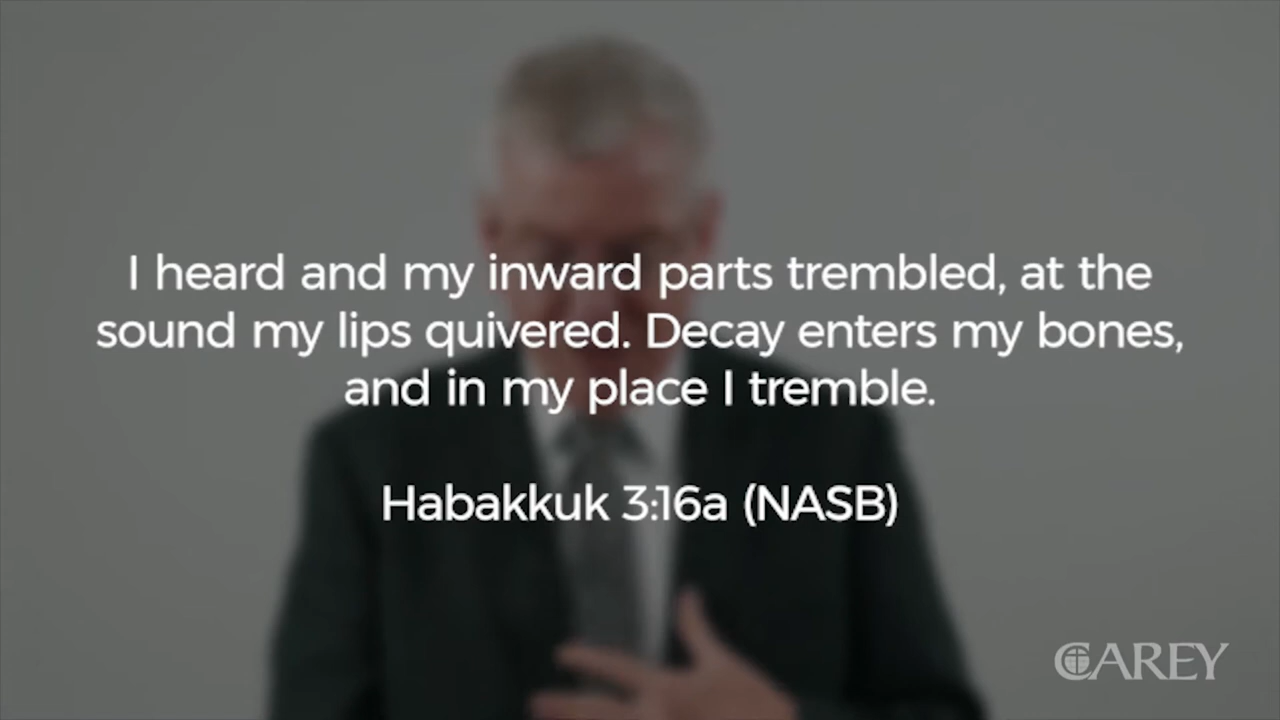 I heard and my inward parts trembled, at the
sound my lips quivered. Decay enters my bones,
and in my place I tremble.
Habakkuk 3:16a (NASB)
CAREY